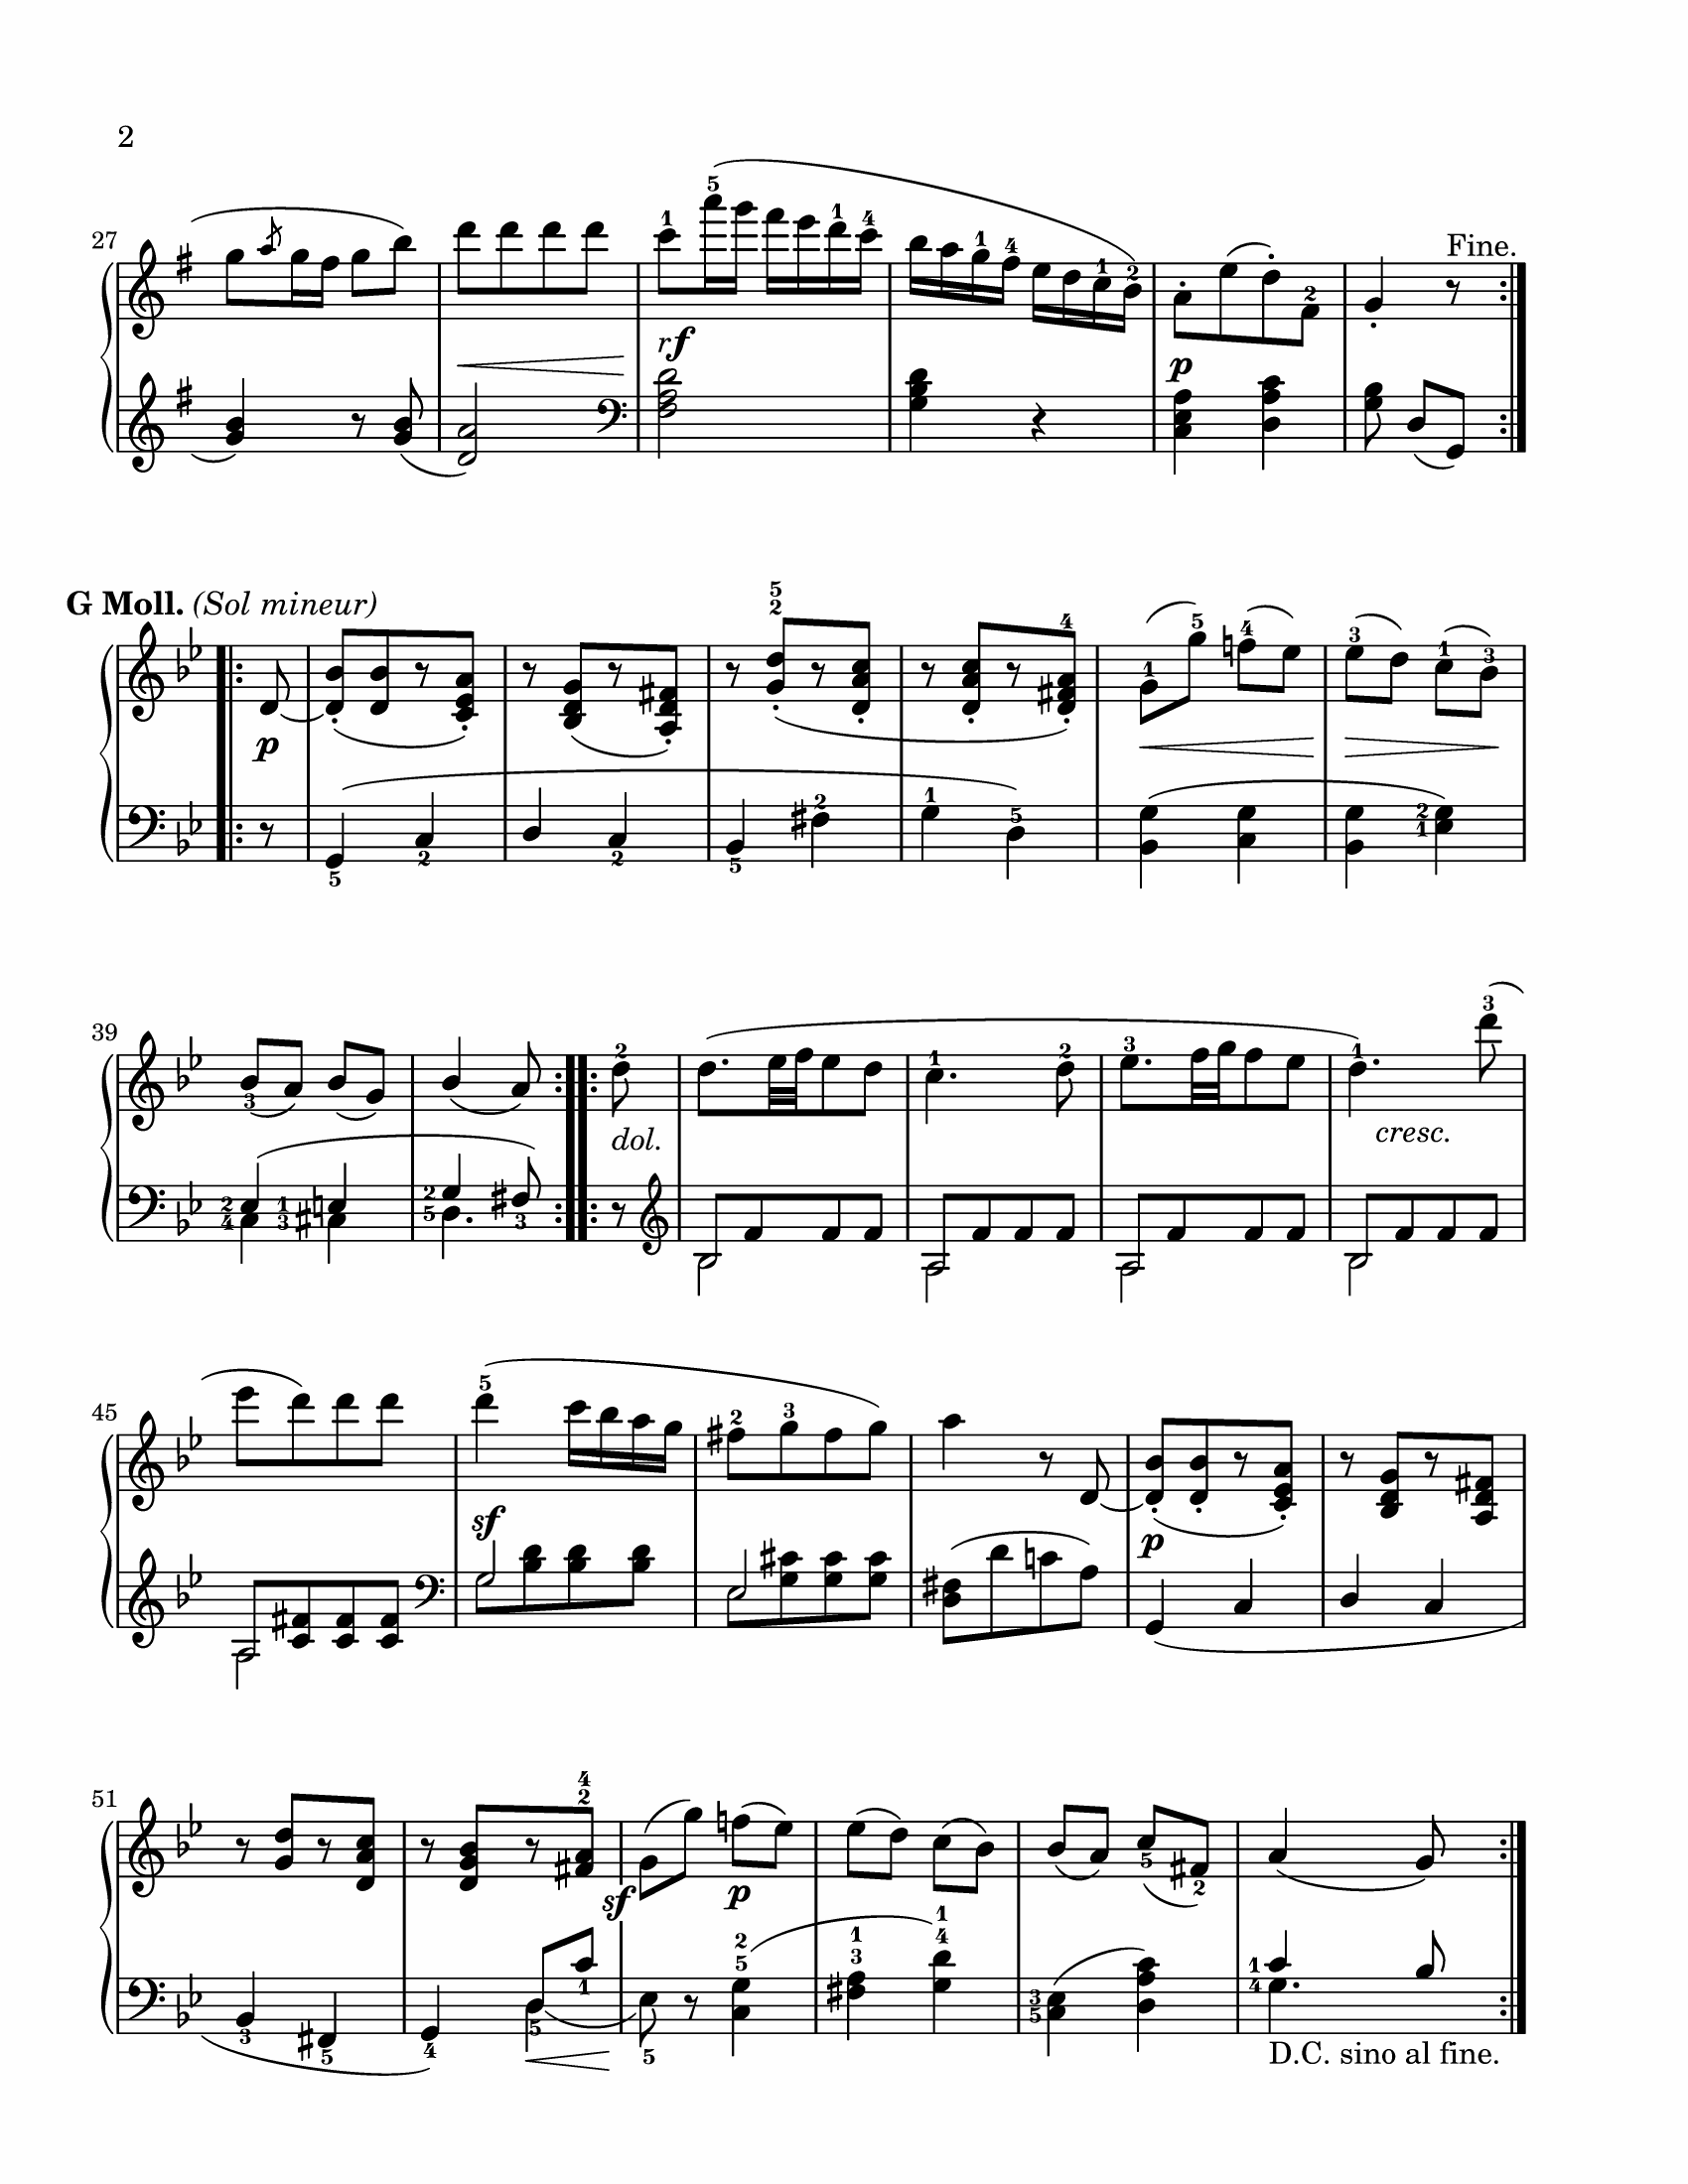 2
27
Fine.
rf
p
G Moll. (Sol mineur)
p
39
dol.
cresc.
45
sf
p
51
sf
p
D.C. sino al fine.